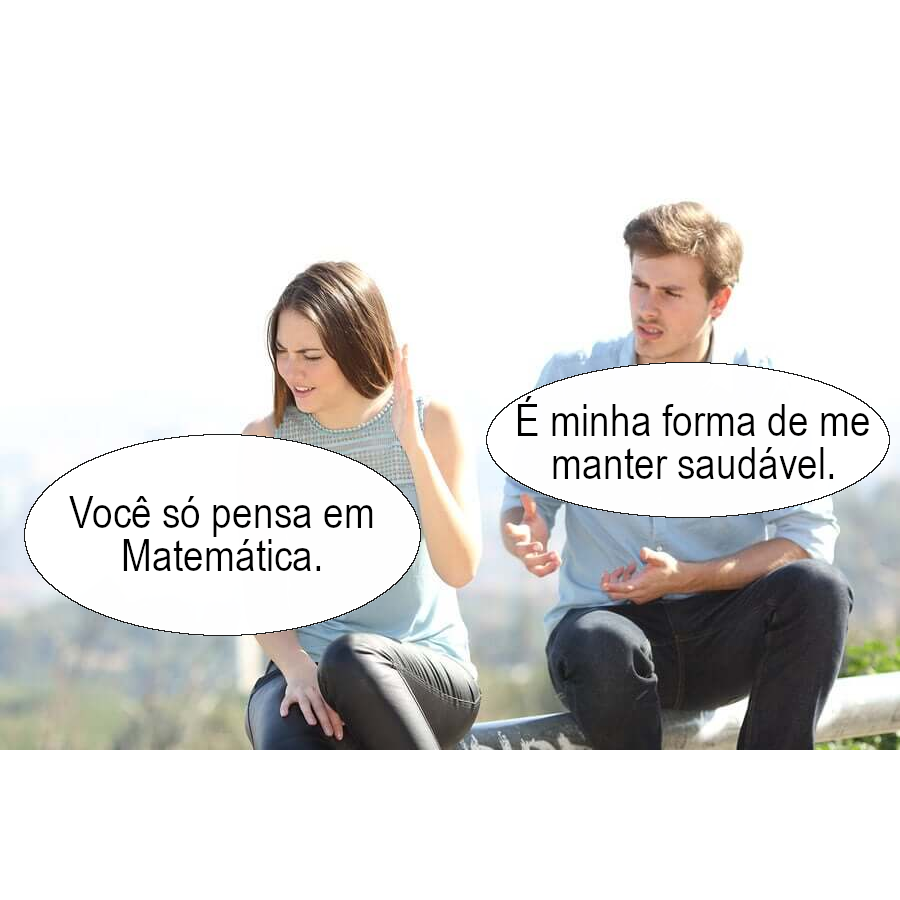 Você só pensa em
Matemática.
É minha forma de me
manter saudável.